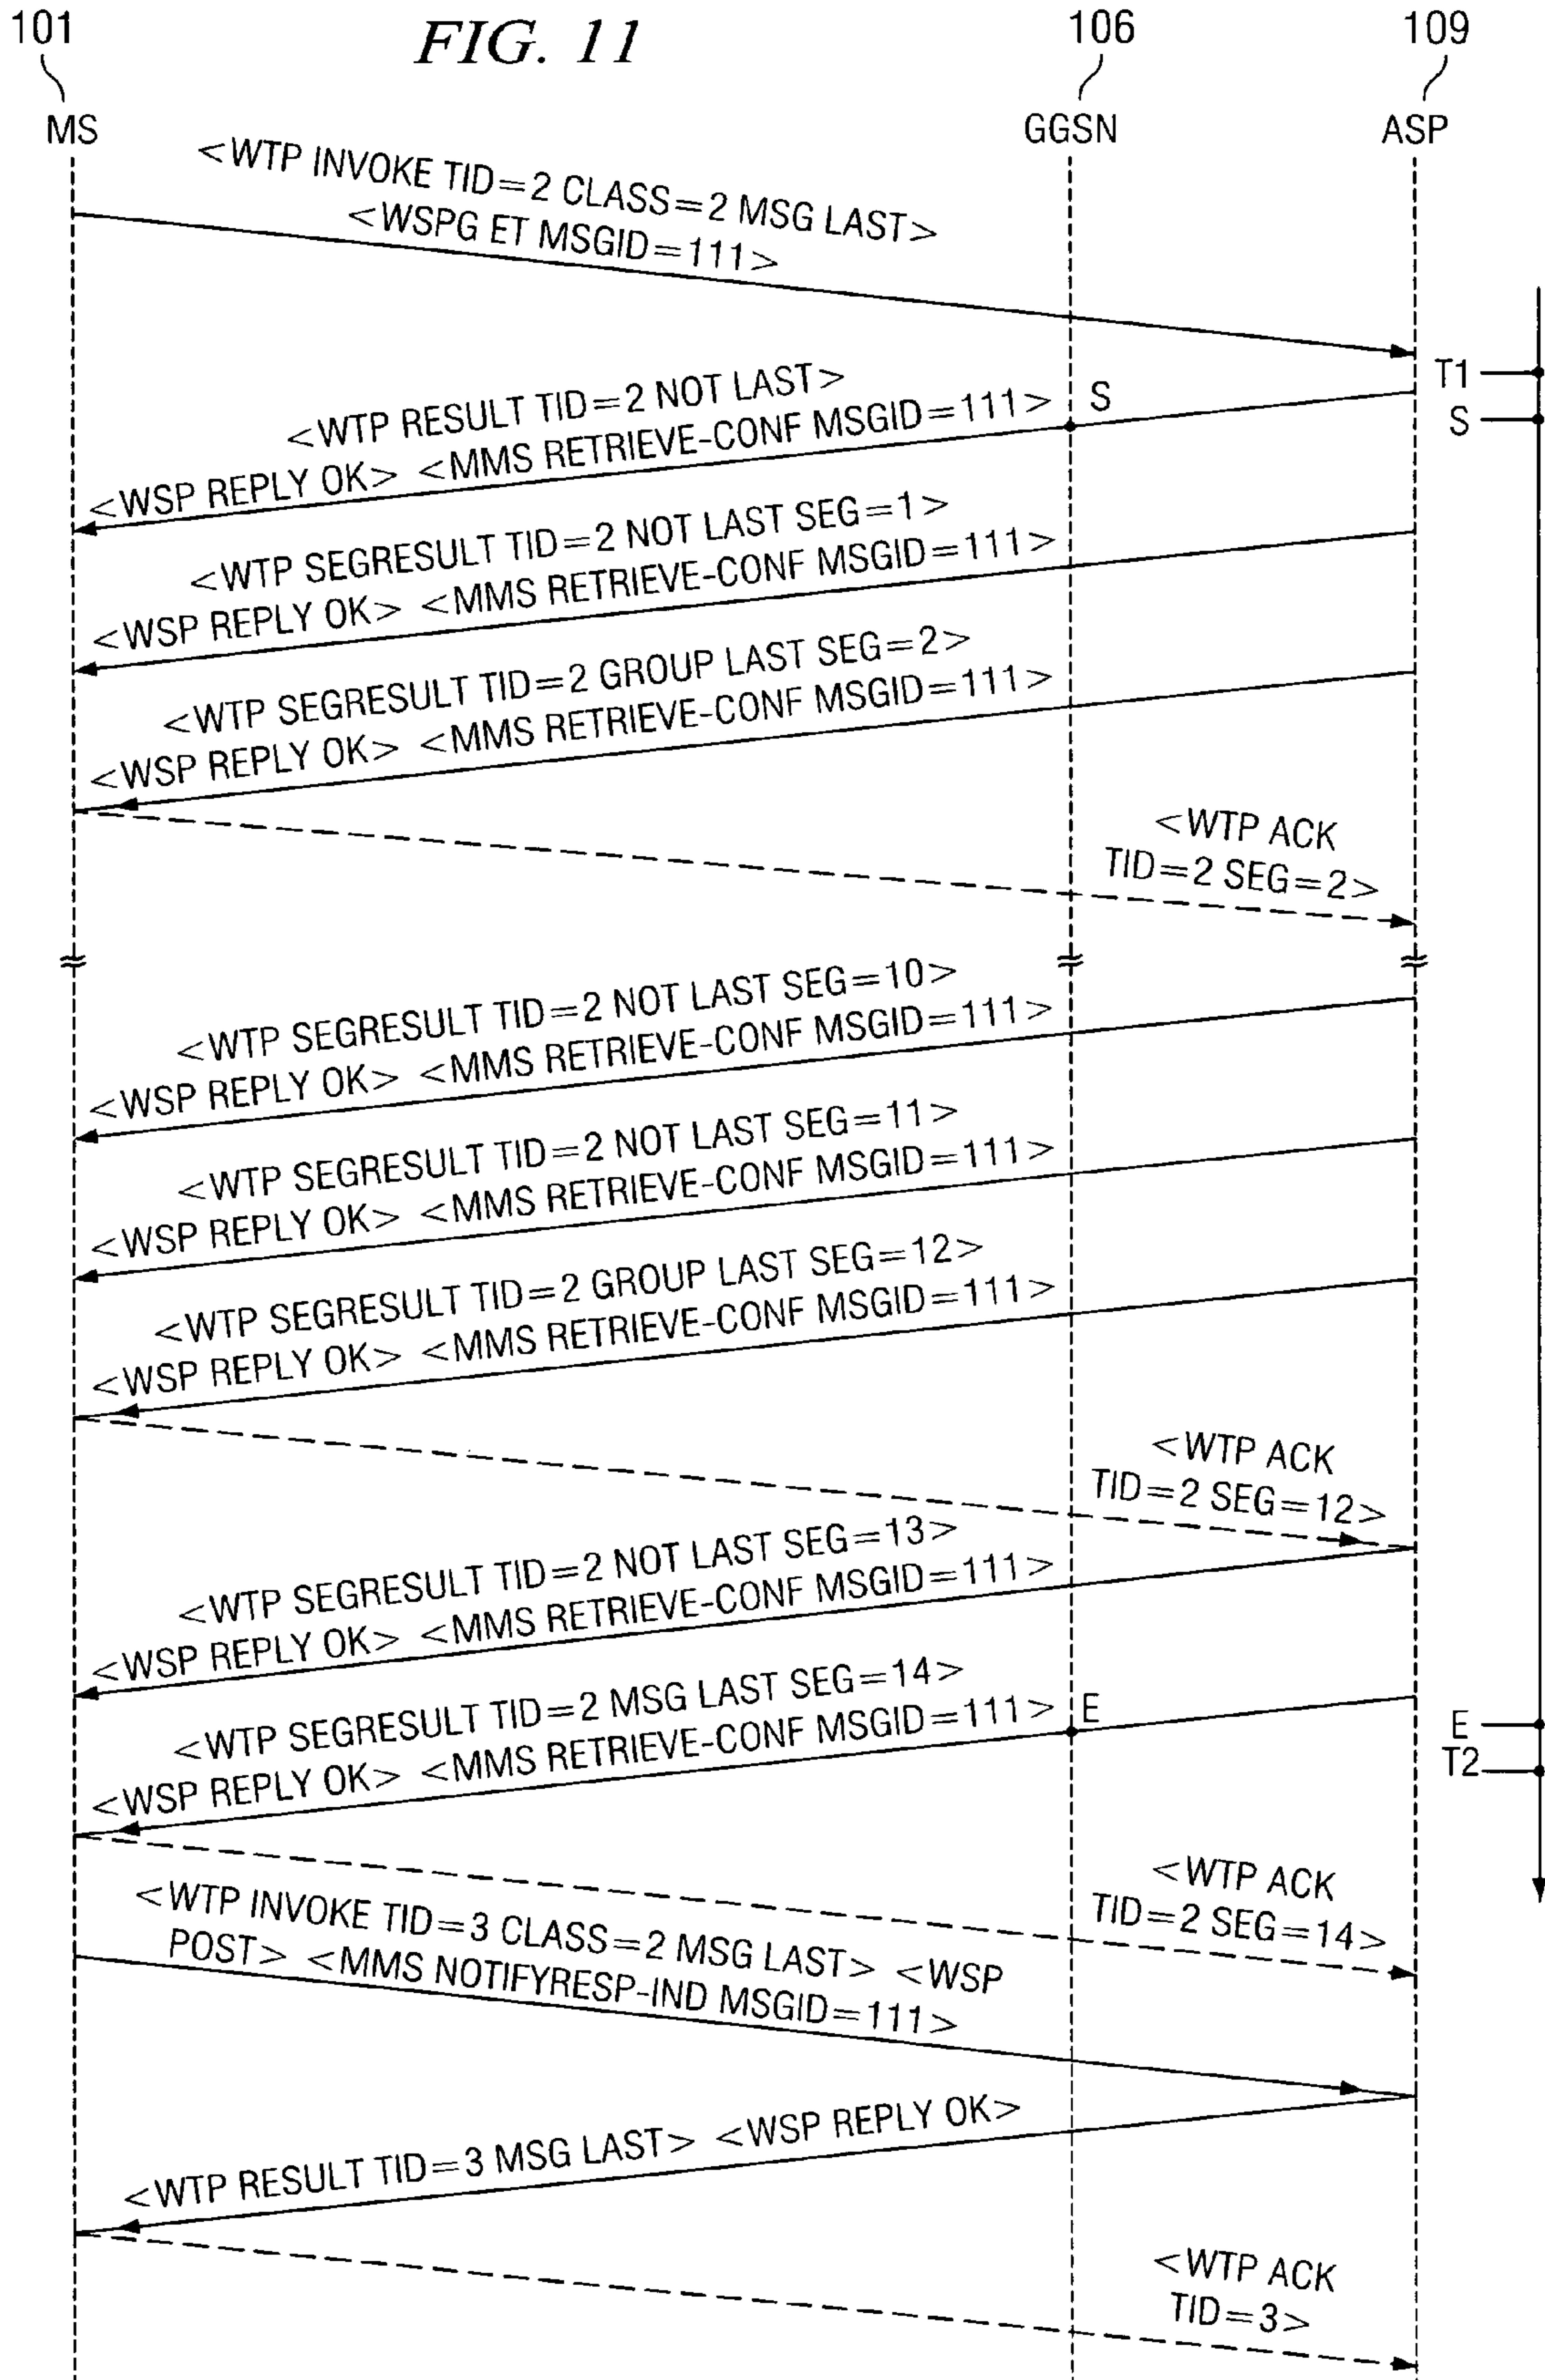 FIG. 11
101
106
109
MS
GGSN
ASP
<WTP INVOKE TID=2 CLASS=2 MSG LAST>
<WSPG ET MSGID=111>
T1
<WTP RESULT TID=2 NOT LAST>
<WSP REPLY OK> <MMS RETRIEVE-CONF MSGID=111>
S
S
<WTP SEGRESULT TID=2 NOT LAST SEG=1>
<WSP REPLY OK> <MMS RETRIEVE-CONF MSGID=111>
<WTP SEGRESULT TID=2 GROUP LAST SEG=2>
<WSP REPLY OK> <MMS RETRIEVE-CONF MSGID=111>
<WTP ACK
TID=2 SEG=2>
<WTP SEGRESULT TID=2 NOT LAST SEG=10>
<WSP REPLY OK> <MMS RETRIEVE-CONF MSGID=111>
<WTP SEGRESULT TID=2 NOT LAST SEG=11>
<WSP REPLY OK> <MMS RETRIEVE-CONF MSGID=111>
<WTP SEGRESULT TID=2 GROUP LAST SEG=12>
<WSP REPLY OK> <MMS RETRIEVE-CONF MSGID=111>
<WTP ACK
TID=2 SEG=12>
<WTP SEGRESULT TID=2 NOT LAST SEG=13>
<WSP REPLY OK> <MMS RETRIEVE-CONF MSGID=111>
<WTP SEGRESULT TID=2 MSG LAST SEG=14>
<WSP REPLY OK> <MMS RETRIEVE-CONF MSGID=111>
E
E
T2
<WTP ACK
TID=2 SEG=14>
<WTP INVOKE TID=3 CLASS=2 MSG LAST> <WSP
POST> <MMS NOTIFYRESP-IND MSGID=111>
<WTP RESULT TID=3 MSG LAST> <WSP REPLY OK>
<WTP ACK
TID=3>